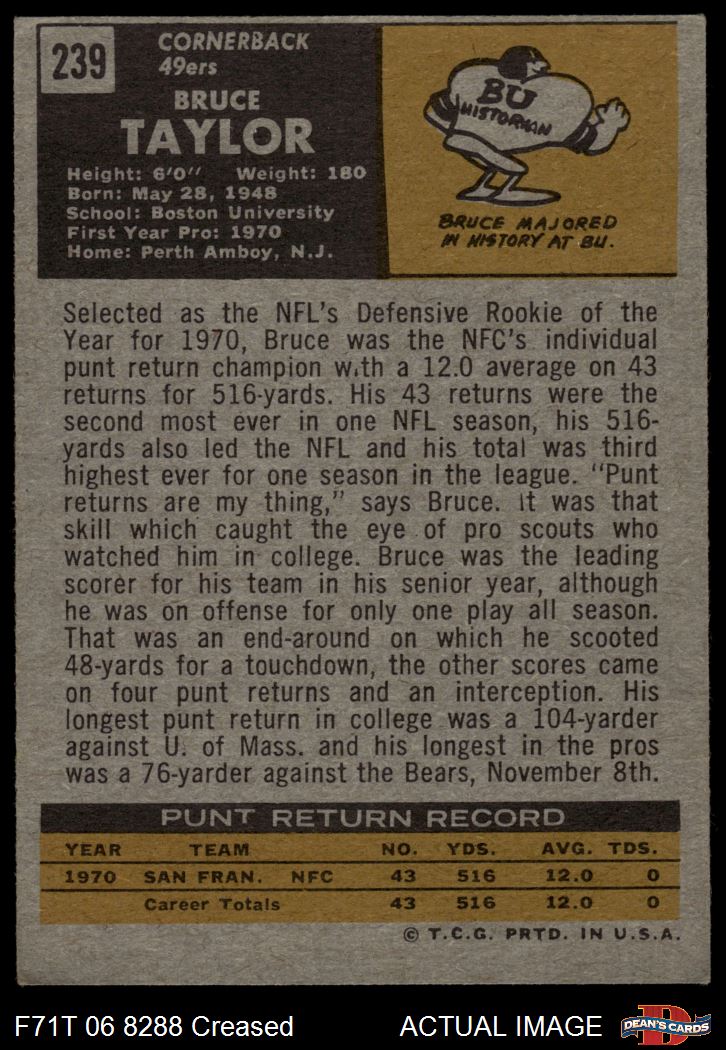 239
CORNERBACK
49ers
BRUCE
TAYLOR
Height: 6'0" Weight: 180
Born: May 28, 1948
School: Boston University
First Year Pro: 1970
Home: Perth Amboy, N.J.
BU
HISTORIAN
BRUCE MAJORED
IN HISTORY AT BU.
Selected as the NFL's Defensive Rookie of the
Year for 1970, Bruce was the NFC's individual
punt return champion with a 12.0 average on 43
returns for 516-yards. His 43 returns were the
second most ever in one NFL season, his 516-
yards also led the NFL and his total was third
highest ever for one season in the league. "Punt
returns are my thing," says Bruce. It was that
skill which caught the eye of pro scouts who
watched him in college. Bruce was the leading
scorer for his team in his senior year, although
he was on offense for only one play all season.
That was an end-around on which he scooted
48-yards for a touchdown, the other scores came
on four punt returns and an interception. His
longest punt return in college was a 104-yarder
against U. of Mass. and his longest in the pros
was a 76-yarder against the Bears, November 8th.
PUNT RETURN RECORD
YEAR TEAM NO. YDS. AVG. TDS.
1970 SAN FRAN. NFC 43 516 12.0 0
Career Totals 43 516 12.0 0
© T.C.G. PRTD. IN U.S.A.
F71T 06 8288 Creased ACTUAL IMAGE
D
DEAN'S CARDS